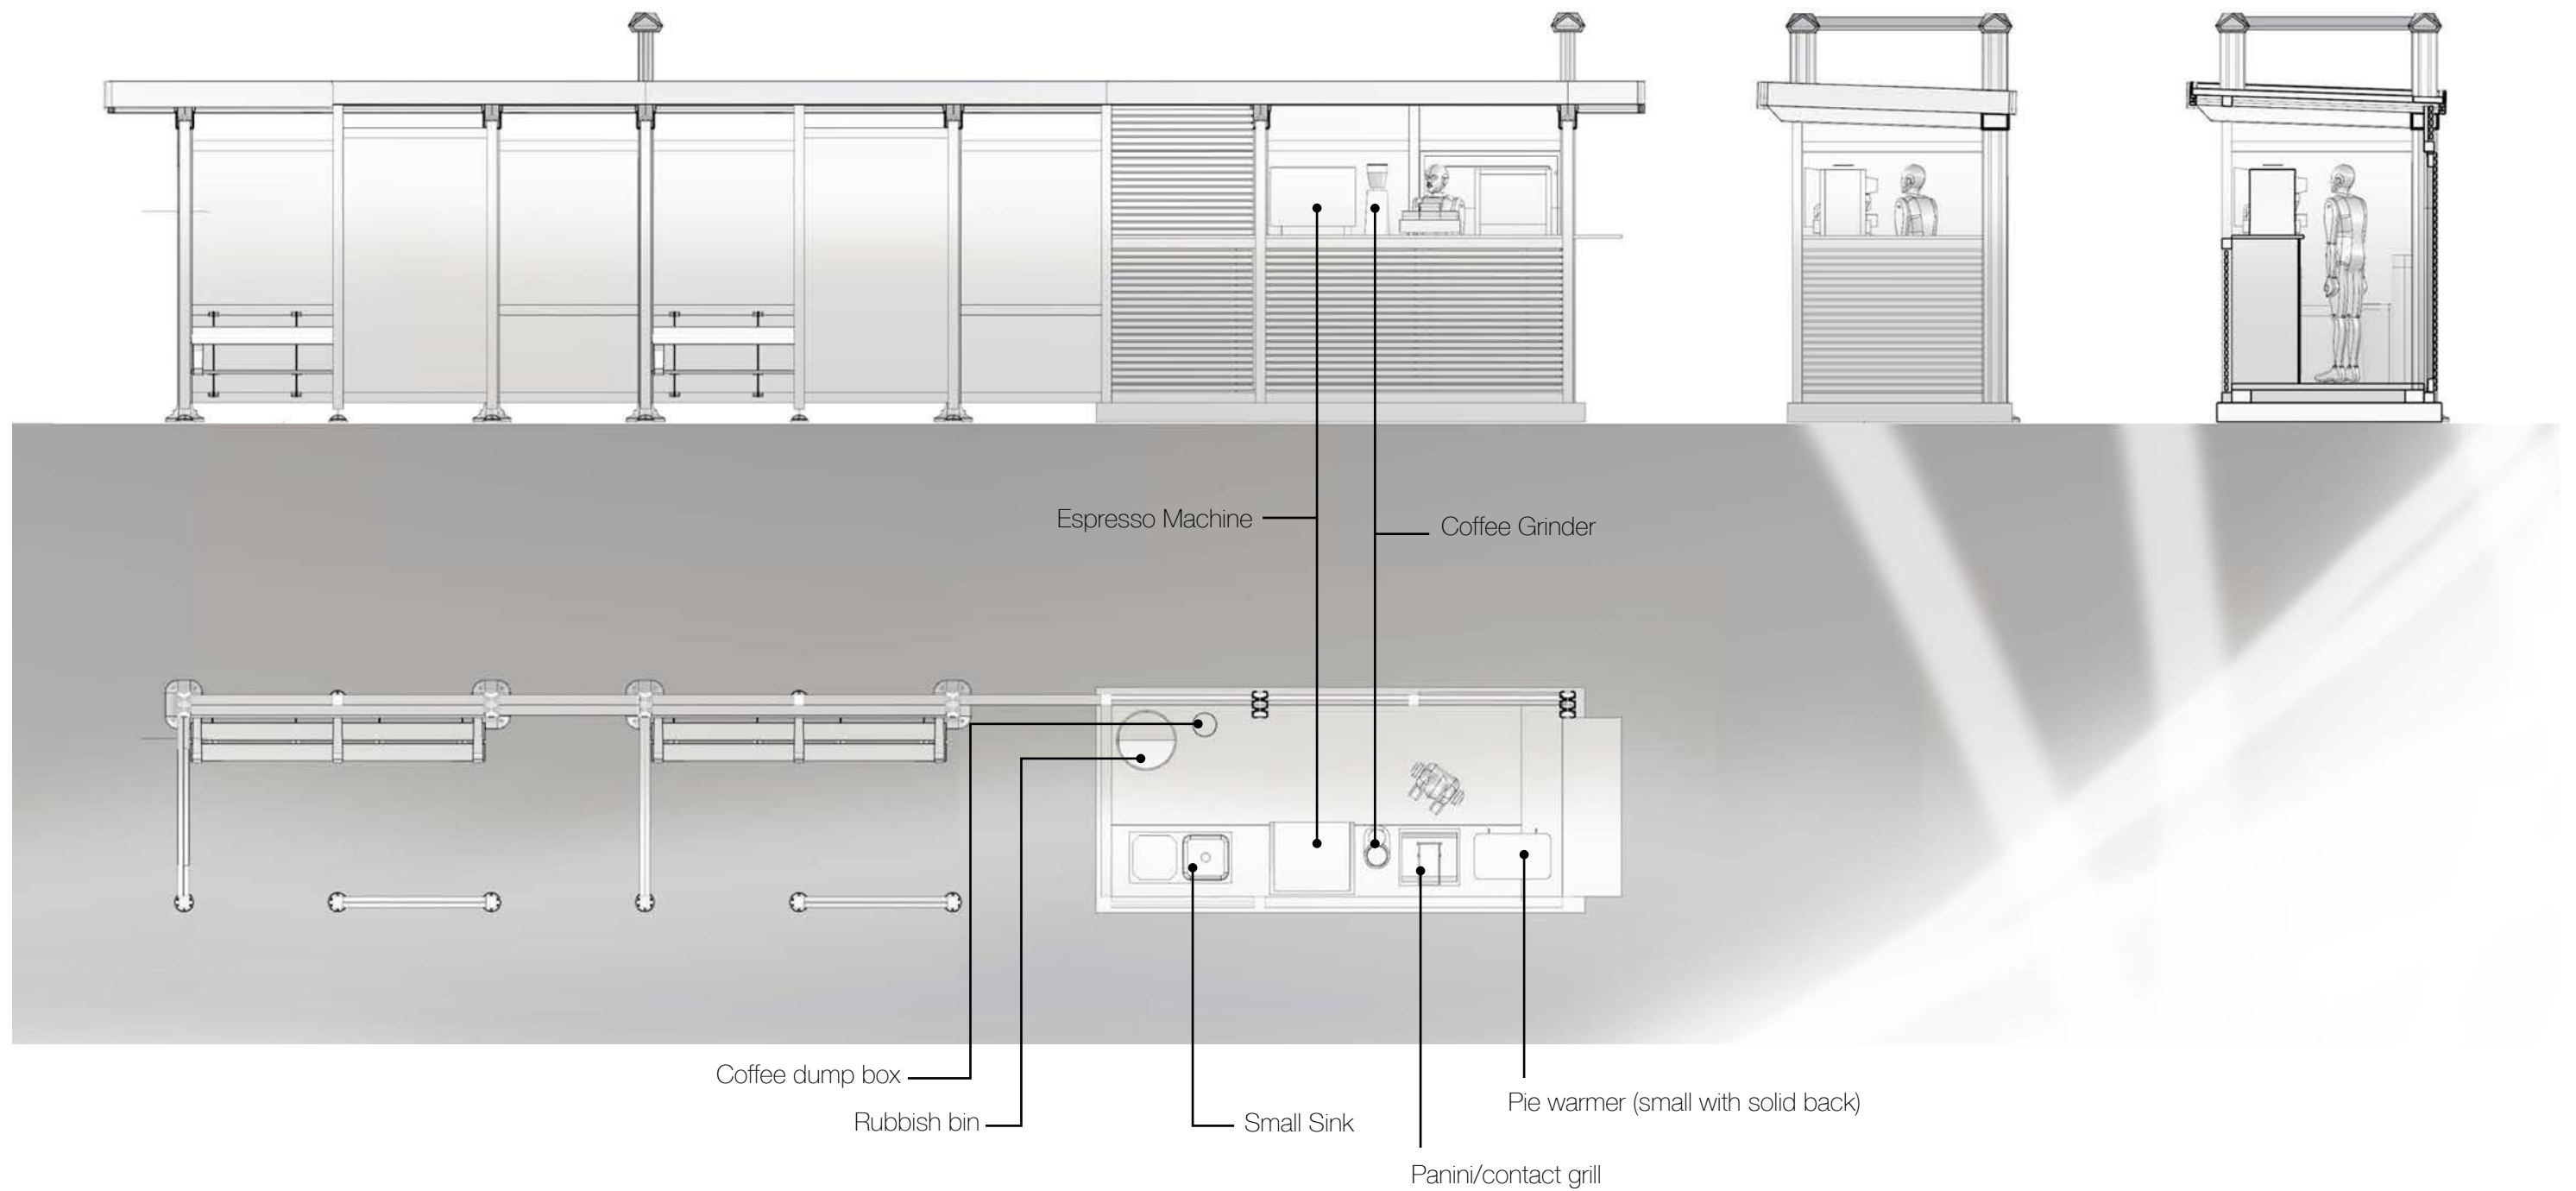 Espresso Machine
Coffee Grinder
Coffee dump box
Rubbish bin
Small Sink
Pie warmer (small with solid back)
Panini/contact grill